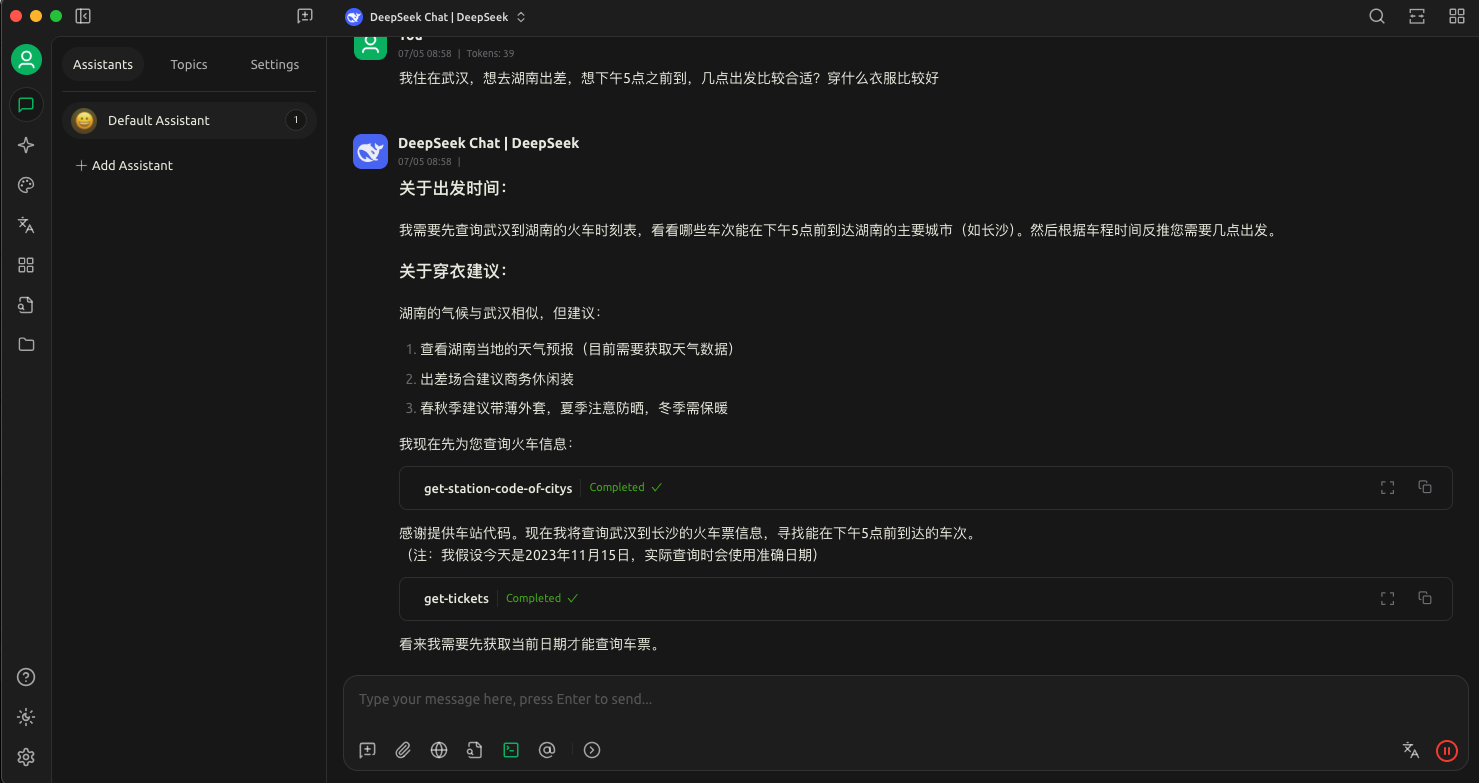 DeepSeek Chat | DeepSeek
Assistants
Topics
Settings
Default Assistant
1
Add Assistant
You
07/05 08:58 | Tokens: 39
我住在武汉，想去湖南出差，想下午5点之前到，几点出发比较合适？穿什么衣服比较好
DeepSeek Chat | DeepSeek
07/05 08:58 |
关于出发时间：
我需要先查询武汉到湖南的火车时刻表，看看哪些车次能在下午5点前到达湖南的主要城市（如长沙）。然后根据车程时间反推您需要几点出发。
关于穿衣建议：
湖南的气候与武汉相似，但建议：
1. 查看湖南当地的天气预报（目前需要获取天气数据）
2. 出差场合建议商务休闲装
3. 春秋季建议带薄外套，夏季注意防晒，冬季需保暖
我现在先为您查询火车信息：
get-station-code-of-citys
Completed
感谢提供车站代码。现在我将查询武汉到长沙的火车票信息，寻找能在下午5点前到达的车次。
（注：我假设今天是2023年11月15日，实际查询时会使用准确日期）
get-tickets
Completed
看来我需要先获取当前日期才能查询车票。
Type your message here, press Enter to send...